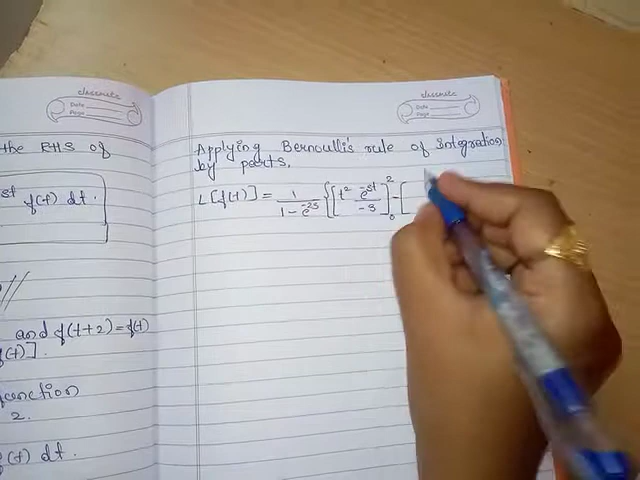 classmate
Date
Page
the RHS of
st f(t) dt.
and f(t+2)=f(t)
f(t)].
function
2.
f(t) dt.
classmate
Date
Page
Applying Bernoulli's rule of Integration
by parts.
L[f(t)] = 1/(1-e^-2s) {[t² e^-st/-s]₀² - [